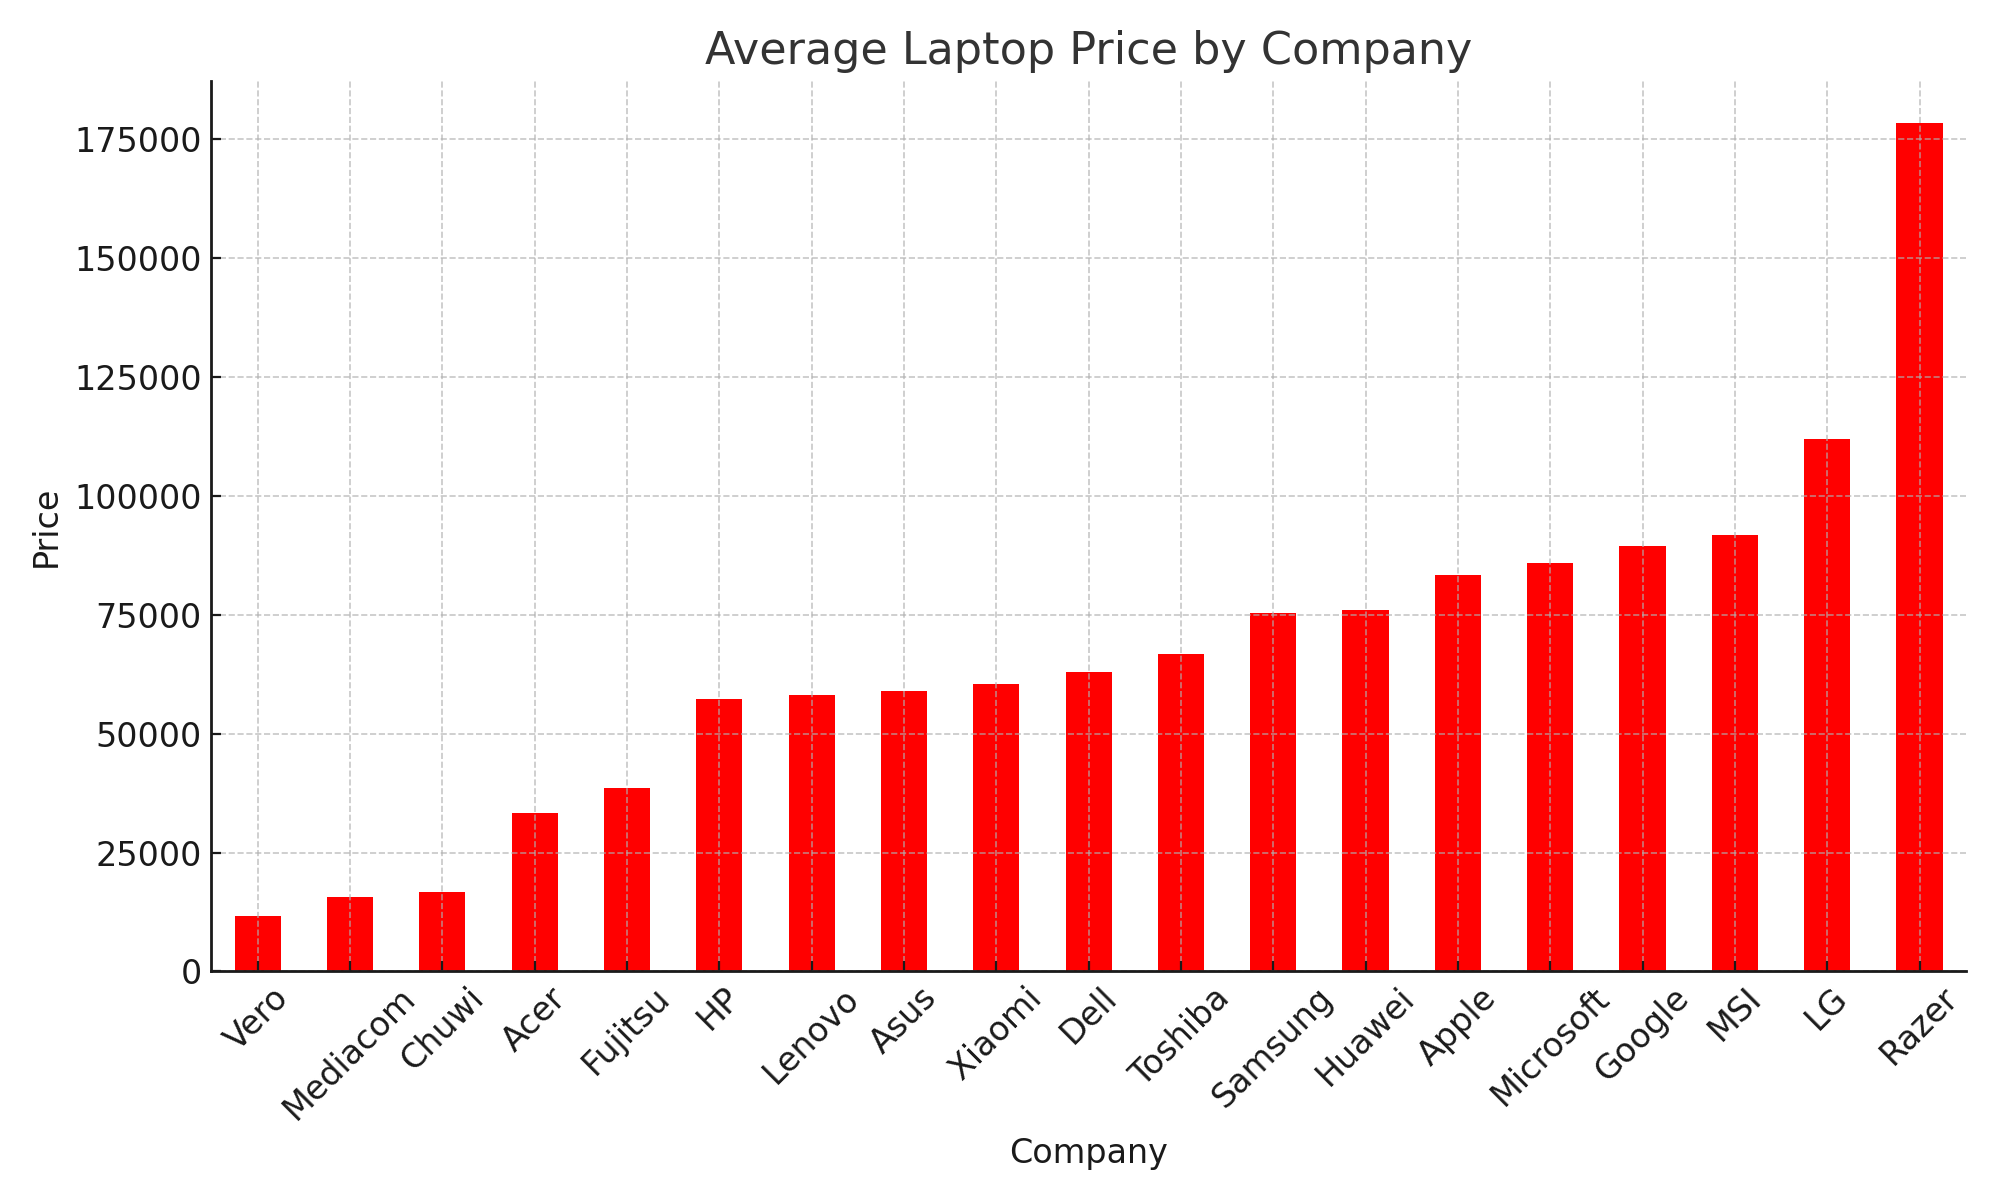 Average Laptop Price by Company
Price
175000
150000
125000
100000
75000
50000
25000
0
Vero
Mediacom
Chuwi
Acer
Fujitsu
HP
Lenovo
Asus
Xiaomi
Dell
Toshiba
Samsung
Huawei
Apple
Microsoft
Google
MSI
LG
Razer
Company